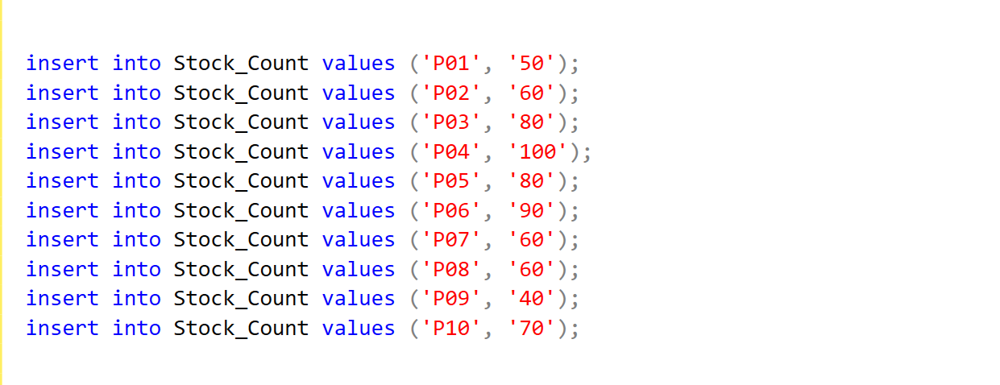 insert into Stock_Count values ('P01', '50');
insert into Stock_Count values ('P02', '60');
insert into Stock_Count values ('P03', '80');
insert into Stock_Count values ('P04', '100');
insert into Stock_Count values ('P05', '80');
insert into Stock_Count values ('P06', '90');
insert into Stock_Count values ('P07', '60');
insert into Stock_Count values ('P08', '60');
insert into Stock_Count values ('P09', '40');
insert into Stock_Count values ('P10', '70');